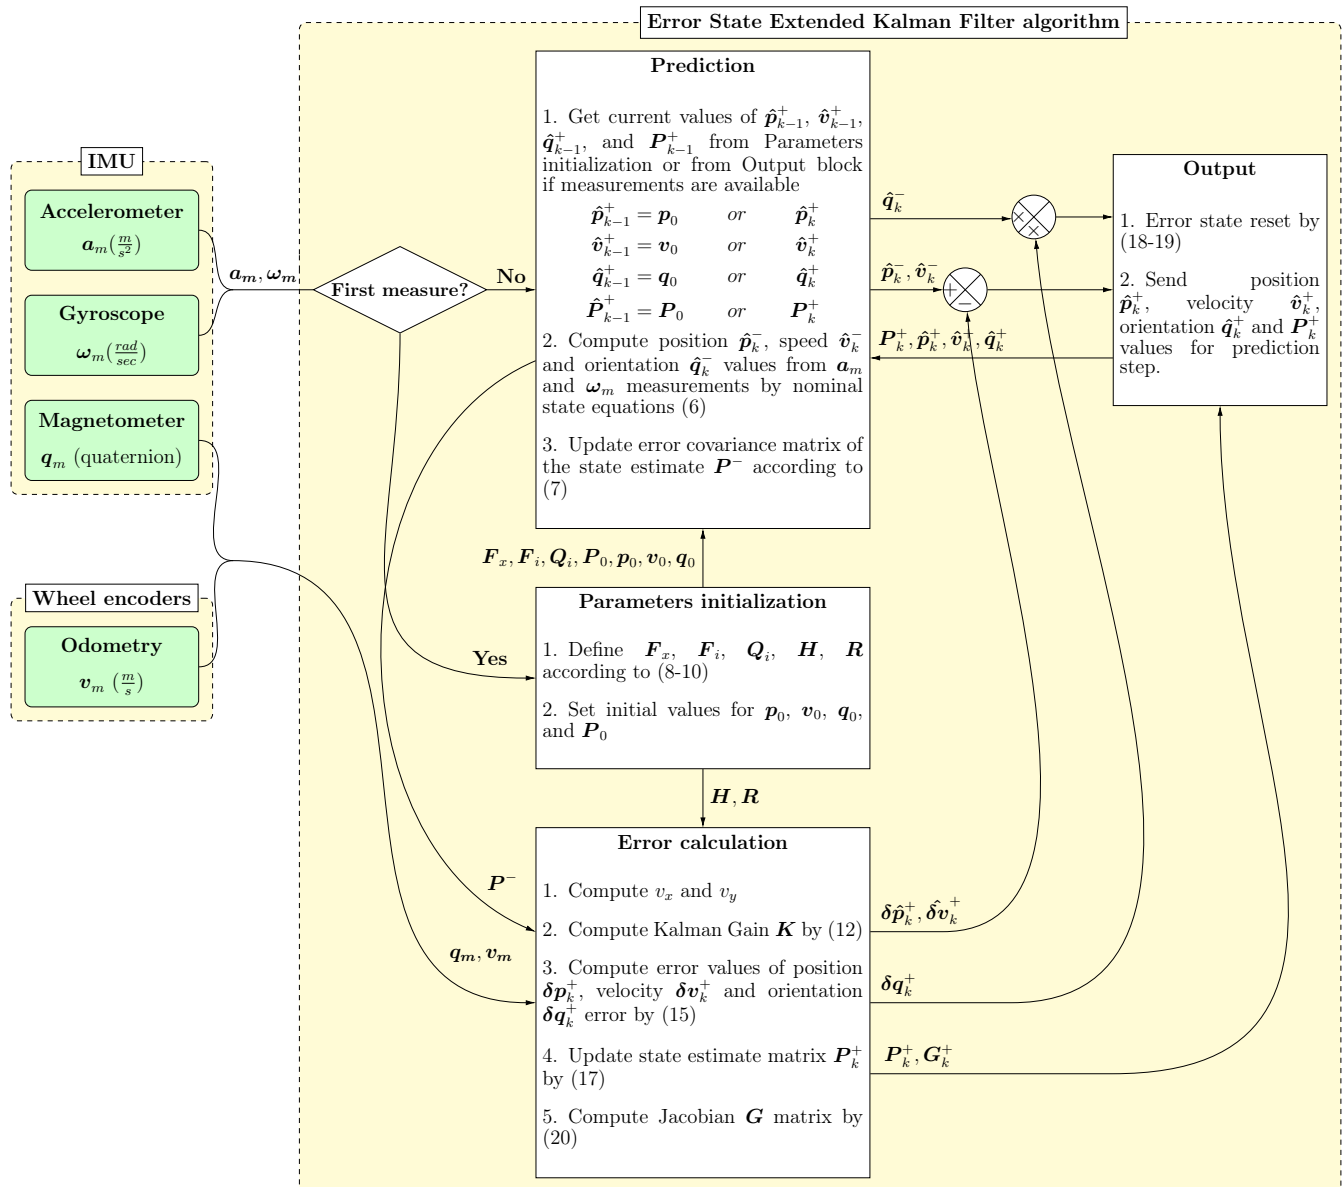 Error State Extended Kalman Filter algorithm
IMU
Accelerometer
a_m(m/s²)
Gyroscope
ω_m(rad/sec)
Magnetometer
q_m (quaternion)
Wheel encoders
Odometry
v_m (m/s)
a_m, ω_m
First measure?
No
Yes
Prediction
1. Get current values of p̂⁺_{k−1}, v̂⁺_{k−1},
q̂⁺_{k−1}, and P⁺_{k−1} from Parameters
initialization or from Output block
if measurements are available
p̂⁺_{k−1} = p_0 or p̂⁺_k
v̂⁺_{k−1} = v_0 or v̂⁺_k
q̂⁺_{k−1} = q_0 or q̂⁺_k
P̂⁺_{k−1} = P_0 or P⁺_k
2. Compute position p̂⁻_k, speed v̂⁻_k
and orientation q̂⁻_k values from a_m
and ω_m measurements by nominal
state equations (6)
3. Update error covariance matrix of
the state estimate P⁻ according to
(7)
F_x, F_i, Q_i, P_0, p_0, v_0, q_0
Parameters initialization
1. Define F_x, F_i, Q_i, H, R
according to (8-10)
2. Set initial values for p_0, v_0, q_0,
and P_0
H, R
Error calculation
1. Compute v_x and v_y
2. Compute Kalman Gain K by (12)
3. Compute error values of position
δp⁺_k, velocity δv⁺_k and orientation
δq⁺_k error by (15)
4. Update state estimate matrix P⁺_k
by (17)
5. Compute Jacobian G matrix by
(20)
P⁻
q_m, v_m
q̂⁻_k
× ×
p̂⁻_k, v̂⁻_k
+ −
P⁺_k, p̂⁺_k, v̂⁺_k, q̂⁺_k
Output
1. Error state reset by
(18-19)
2. Send position
p̂⁺_k, velocity v̂⁺_k,
orientation q̂⁺_k and P⁺_k
values for prediction
step.
δp̂⁺_k, δ̂v⁺_k
δq⁺_k
P⁺_k, G⁺_k